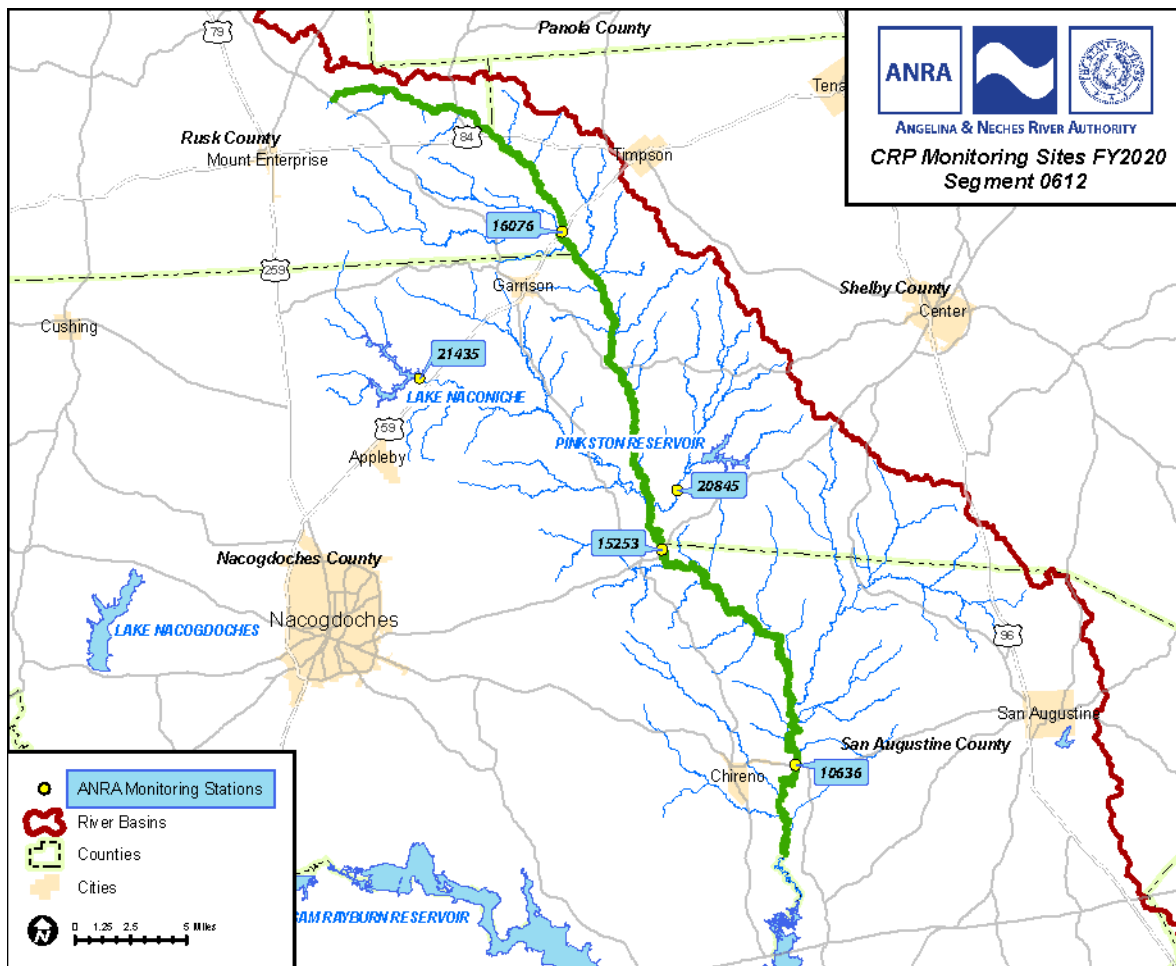 79
Panola County
Tena
ANRA
ANGELINA & NECHES RIVER AUTHORITY
CRP Monitoring Sites FY2020
Segment 0612
Rusk County
Mount Enterprise
84
Timpson
16076
259
Garrison
Shelby County
Center
Cushing
21435
LAKE NACONICHE
59
Appleby
PINKSTON RESERVOIR
20845
15253
Nacogdoches County
Nacogdoches
LAKE NACOGDOCHES
96
San Augustine
San Augustine County
Chireno
10636
ANRA Monitoring Stations
River Basins
Counties
Cities
N
0 1.25 2.5 5 Miles
SAM RAYBURN RESERVOIR